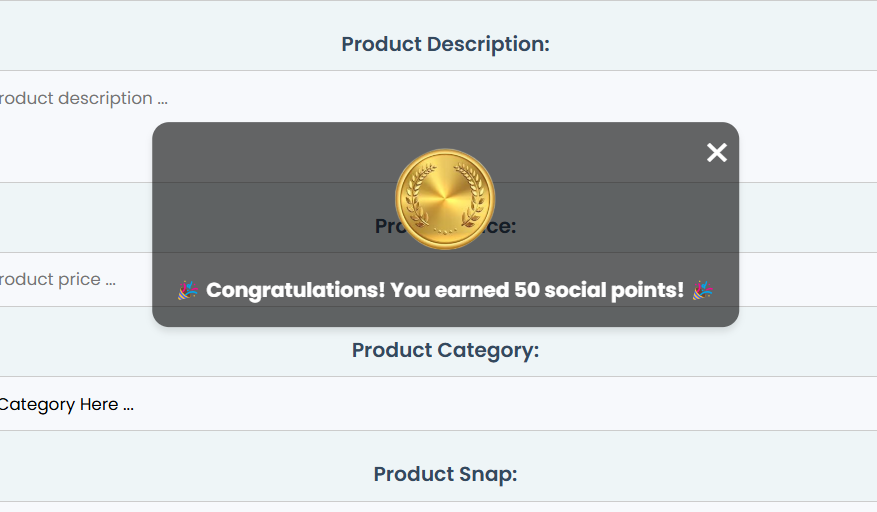 Product Description:
roduct description ...
Pro ce:
roduct price ...
🎉 Congratulations! You earned 50 social points! 🎉
Product Category:
Category Here ...
Product Snap: